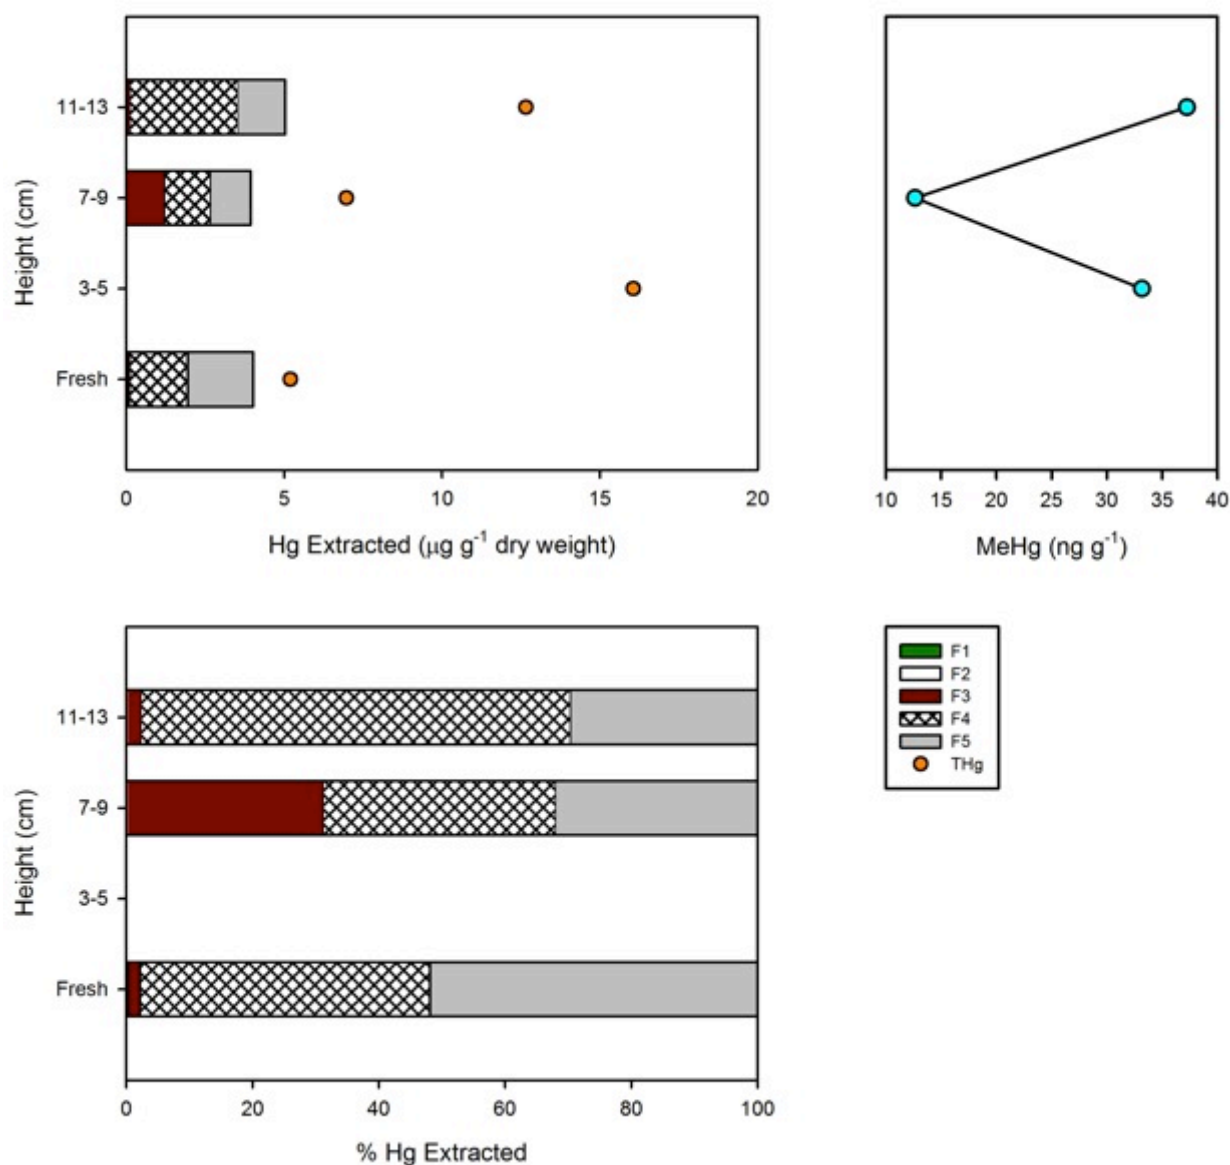 11-13
7-9
3-5
Fresh
Height (cm)
0 5 10 15 20
Hg Extracted (µg g⁻¹ dry weight)
10 15 20 25 30 35 40
MeHg (ng g⁻¹)
11-13
7-9
3-5
Fresh
Height (cm)
0 20 40 60 80 100
% Hg Extracted
F1
F2
F3
F4
F5
THg